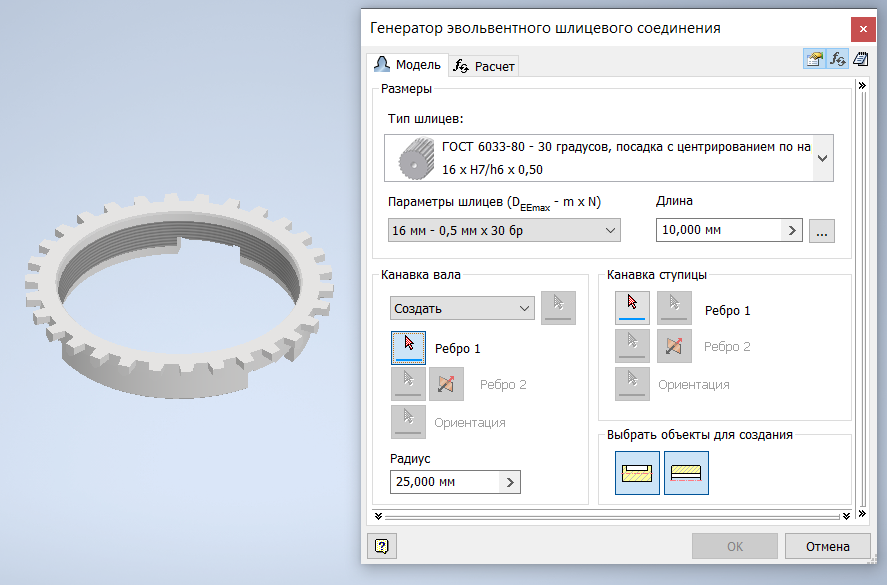 Генератор эвольвентного шлицевого соединения
Модель
Расчет
Размеры
Тип шлицев:
ГОСТ 6033-80 - 30 градусов, посадка с центрированием по на
16 x H7/h6 x 0,50
Параметры шлицев (DEEmax - m x N)
Длина
16 мм - 0,5 мм x 30 бр
10,000 мм
...
Канавка вала
Канавка ступицы
Создать
Ребро 1
Ребро 1
Ребро 2
Ребро 2
Ориентация
Ориентация
Радиус
25,000 мм
Выбрать объекты для создания
OK
Отмена